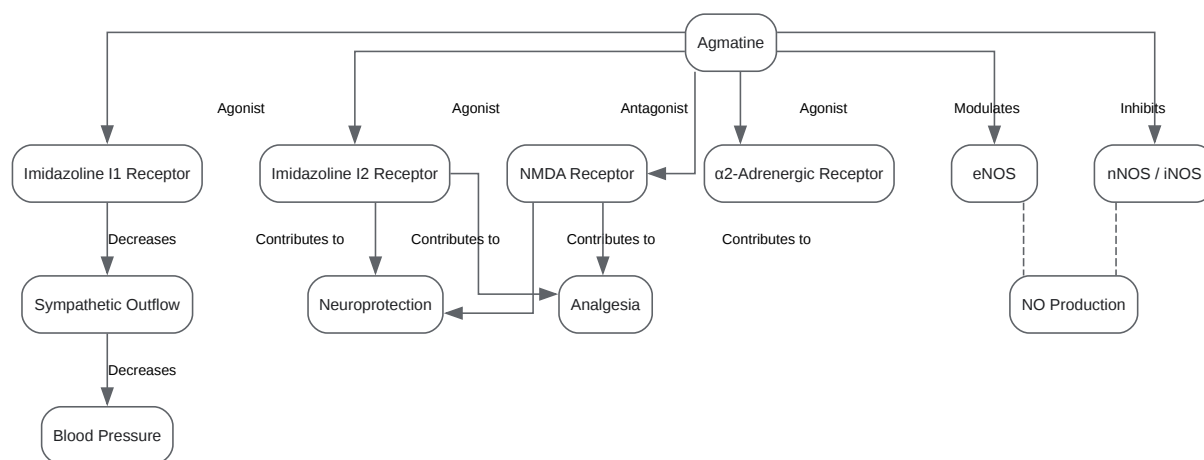 Agmatine
Agonist
Agonist
Antagonist
Agonist
Modulates
Inhibits
Imidazoline I1 Receptor
Imidazoline I2 Receptor
NMDA Receptor
α2-Adrenergic Receptor
eNOS
nNOS / iNOS
Decreases
Contributes to
Contributes to
Contributes to
Contributes to
Sympathetic Outflow
Neuroprotection
Analgesia
NO Production
Decreases
Blood Pressure